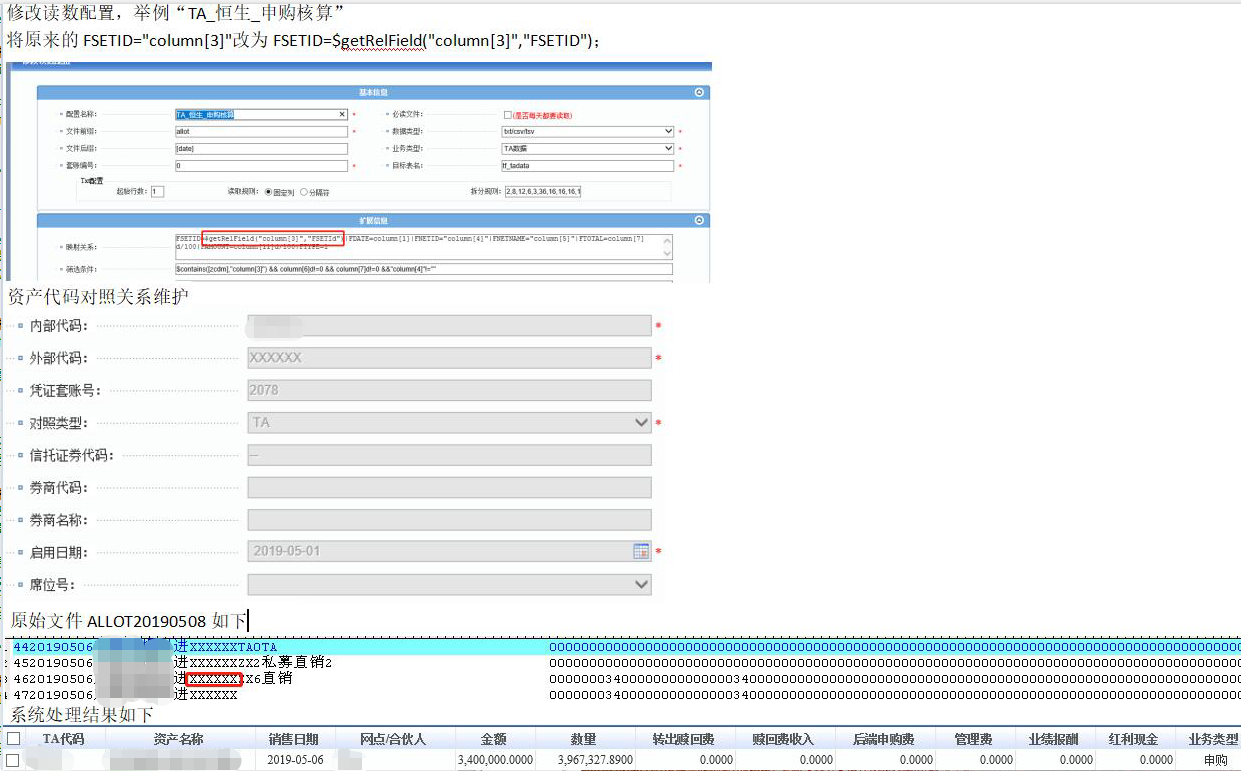 修改读数配置，举例“TA_恒生_申购核算”
将原来的 FSETID="column[3]"改为 FSETID=$getRelField("column[3]","FSETID");
基本信息
配置名称: TA_恒生_申购核算 × * 必读文件: (是否每天都要读取)
文件前缀: allot * 数据类型: txt/csv/tsv *
文件后缀: [date] 业务类型: TA数据 *
套账编号: 0 * 目标表名: tf_tadata *
Txt配置
起始行数: 1 读取规则: 固定列 分隔符 拆分规则: 2,8,12,6,3,36,16,16,16,1
扩展信息
映射关系: FSETID=$getRelField("column[3]","FSETId")|FDATE=column[1]|FNETID="column[4]"|FNETNAME="column[5]"|FTOTAL=column[7]
筛选条件: $contains([zcdm],"column[3]") && column[6]d!=0 && column[7]d!=0 &&"column[4]"!=""
资产代码对照关系维护
内部代码: *
外部代码: XXXXXX *
凭证套账号: 2078
对照类型: TA *
信托证券代码: —
券商代码:
券商名称:
启用日期: 2019-05-01 *
席位号:
原始文件 ALLOT20190508 如下
4420190506 进XXXXXXTAOTA
4520190506 进XXXXXXZX2私募直销2
4620190506 进XXXXXX X6直销
4720190506 进XXXXXX
系统处理结果如下
TA代码 资产名称 销售日期 网点/合伙人 金额 数量 转出赎回费 赎回费收入 后端申购费 管理费 业绩报酬 红利现金 业务类型
2019-05-06 3,400,000.0000 3,967,327.8900 0.0000 0.0000 0.0000 0.0000 0.0000 0.0000 申购